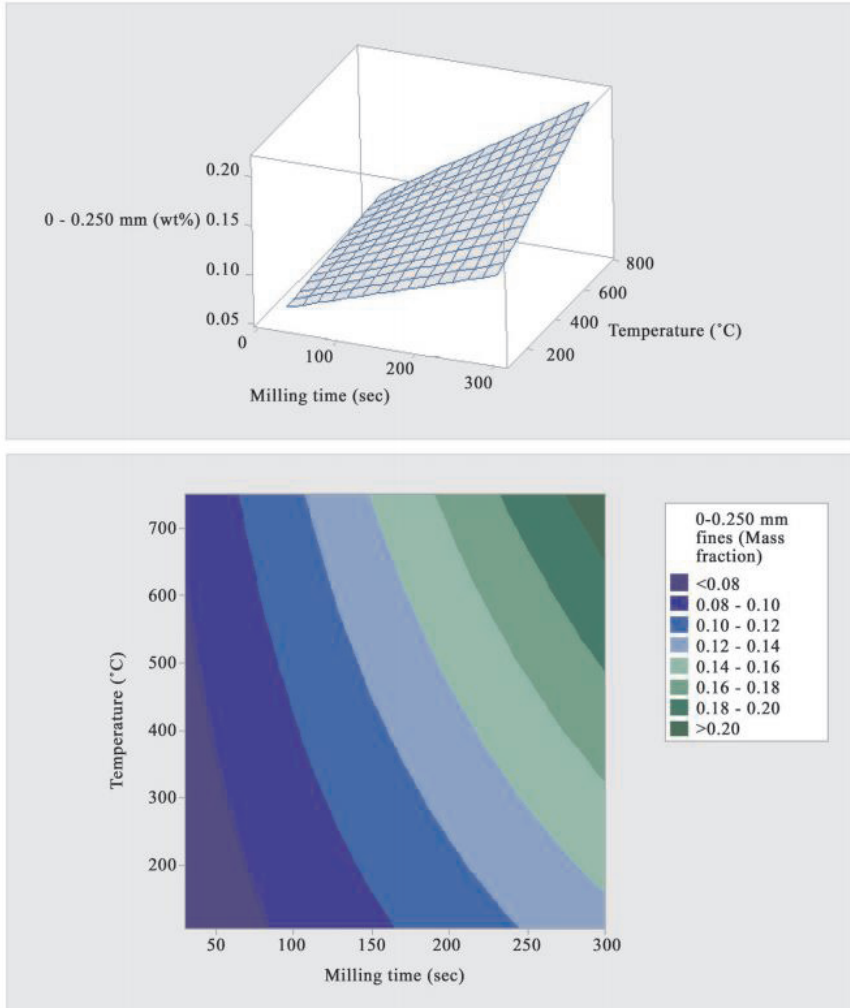 0.20
0 - 0.250 mm (wt%) 0.15
0.10
0.05
0
100
200
300
Milling time (sec)
800
600
400
200
Temperature (˚C)
700
600
500
400
300
200
Temperature (˚C)
50 100 150 200 250 300
Milling time (sec)
0-0.250 mm
fines (Mass
fraction)
<0.08
0.08 - 0.10
0.10 - 0.12
0.12 - 0.14
0.14 - 0.16
0.16 - 0.18
0.18 - 0.20
>0.20